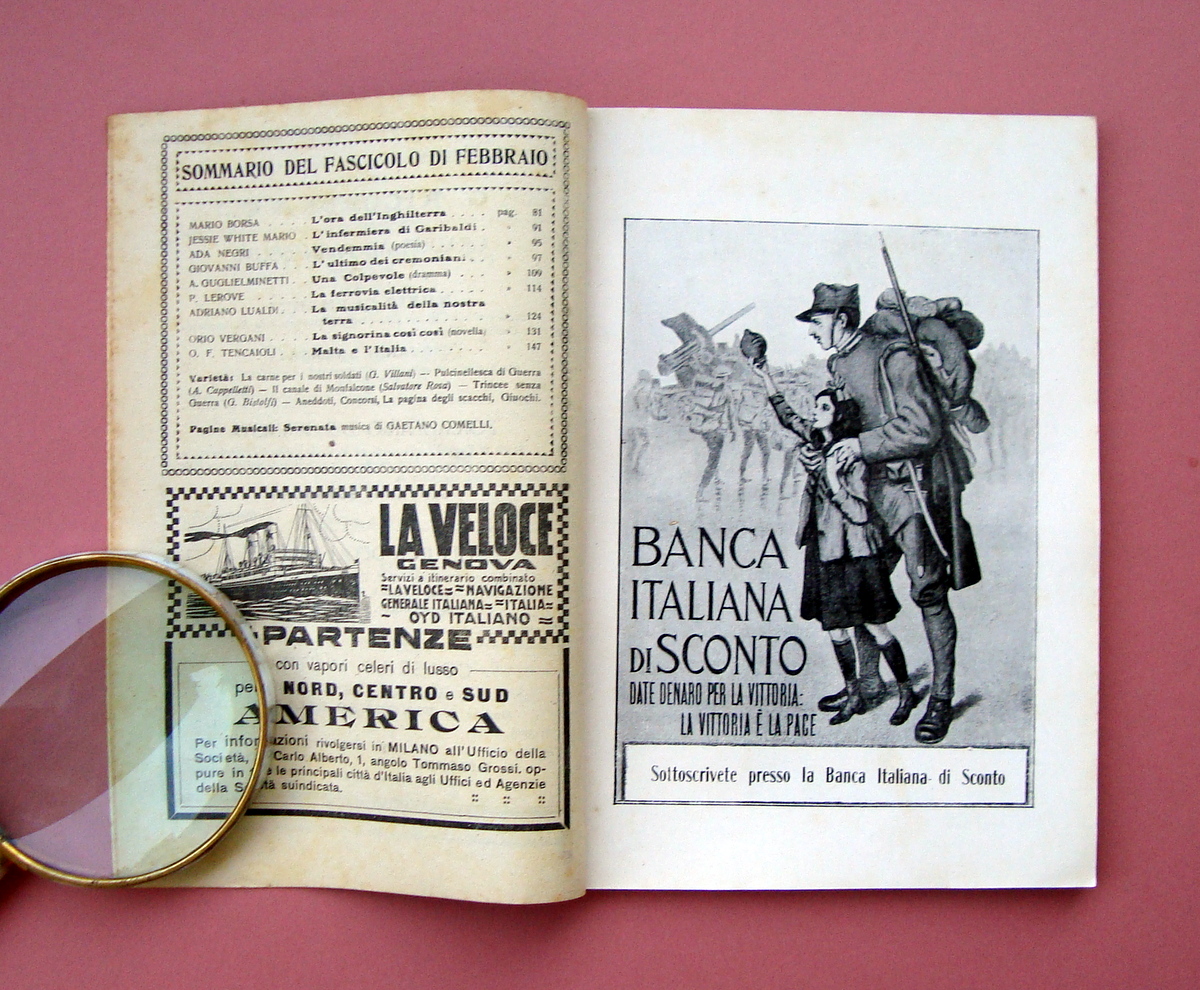 SOMMARIO DEL FASCICOLO DI FEBBRAIO
MARIO BORSA . . . . L'ora dell'Inghilterra . . . . pag. 81
JESSIE WHITE MARIO . L'infermiera di Garibaldi . » 91
ADA NEGRI . . . . . Vendemmia (poesia) . . . . . . » 95
GIOVANNI BUFFA . . . L'ultimo dei cremoniani. . . » 97
A. GUGLIELMINETTI . . Una Colpevole (dramma) . . . » 109
P. LEROVE . . . . . . La ferrovia elettrica . . . . . » 114
ADRIANO LUALDI . . . La musicalità della nostra
terra . . . . . . . . . . . » 124
ORIO VERGANI . . . . La signorina così così (novella) » 131
O. F. TENCAIOLI . . . Malta e l'Italia . . . . . . . . » 147
Varietà: La carne per i nostri soldati (G. Villani) — Pulcinellesca di Guerra
(A. Cappelletti) — Il canale di Monfalcone (Salvatore Rosa) — Trincee senza
Guerra (G. Bistolfi) — Aneddoti, Concorsi, La pagina degli scacchi, Giuochi.
Pagine Musicali: Serenata musica di GAETANO COMELLI.
LA VELOCE
GENOVA
Servizi a itinerario combinato
=LAVELOCE= =NAVIGAZIONE
GENERALE ITALIANA= =ITALIA=
~ OYD ITALIANO =
PARTENZE
con vapori celeri di lusso
pe NORD, CENTRO e SUD
AMERICA
Per informazioni rivolgersi in MILANO all'Ufficio della
Società, Carlo Alberto, 1, angolo Tommaso Grossi. op-
pure in le principali città d'Italia agli Uffici ed Agenzie
della suindicata.
BANCA
ITALIANA
DI SCONTO
DATE DENARO PER LA VITTORIA:
LA VITTORIA È LA PACE
Sottoscrivete presso la Banca Italiana di Sconto